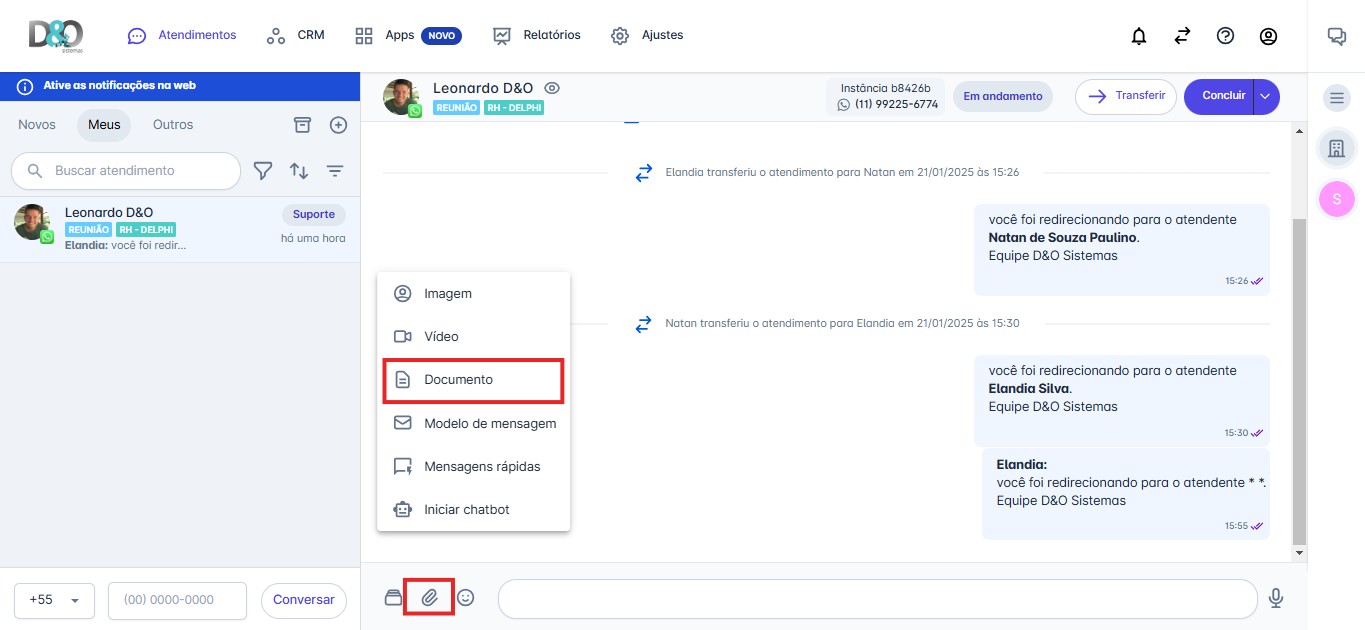 D&O
sistemas
Atendimentos
CRM
Apps
NOVO
Relatórios
Ajustes
Ative as notificações na web
Novos
Meus
Outros
Buscar atendimento
Leonardo D&O
Suporte
REUNIÃO
RH - DELPHI
Elandia: você foi redir...
há uma hora
+55
(00) 0000-0000
Conversar
Leonardo D&O
REUNIÃO
RH - DELPHI
Instância b8426b
(11) 99225-6774
Em andamento
Transferir
Concluir
Elandia transferiu o atendimento para Natan em 21/01/2025 às 15:26
você foi redirecionando para o atendente
Natan de Souza Paulino.
Equipe D&O Sistemas
15:26
Natan transferiu o atendimento para Elandia em 21/01/2025 às 15:30
você foi redirecionando para o atendente
Elandia Silva.
Equipe D&O Sistemas
15:30
Elandia:
você foi redirecionando para o atendente * *.
Equipe D&O Sistemas
15:55
Imagem
Vídeo
Documento
Modelo de mensagem
Mensagens rápidas
Iniciar chatbot
S